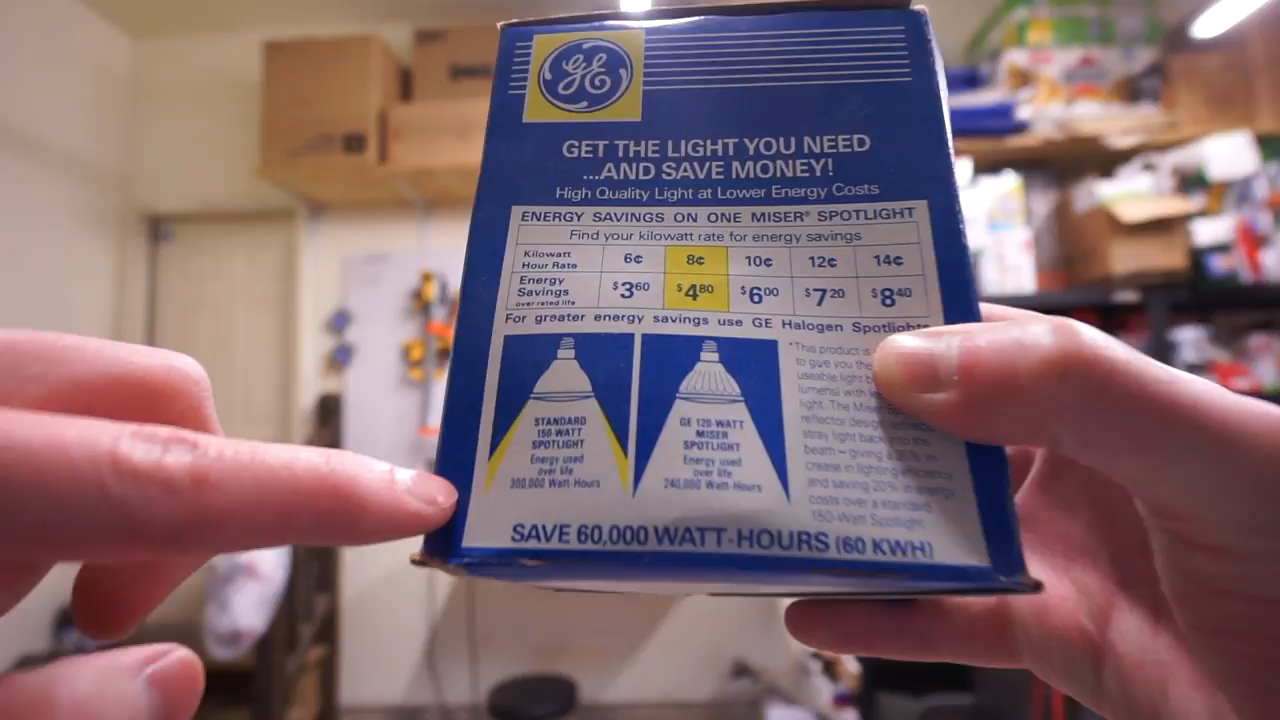 GE
GET THE LIGHT YOU NEED
...AND SAVE MONEY!
High Quality Light at Lower Energy Costs
ENERGY SAVINGS ON ONE MISER® SPOTLIGHT
Find your kilowatt rate for energy savings
Kilowatt Hour Rate 6¢ 8¢ 10¢ 12¢ 14¢
Energy Savings over rated life $3.60 $4.80 $6.00 $7.20 $8.40
For greater energy savings use GE Halogen Spotlights
STANDARD
150-WATT
SPOTLIGHT
Energy used
over life
300,000 Watt-Hours
GE 120-WATT
MISER
SPOTLIGHT
Energy used
over life
240,000 Watt-Hours
*This product is
to give you the
useable light
lumens) with
light. The Miser
reflector design
stray light back into the
beam – giving a in-
crease in lighting efficiency
and saving 20% in energy
costs over a standard
150-Watt Spotlight.
SAVE 60,000 WATT-HOURS (60 KWH)